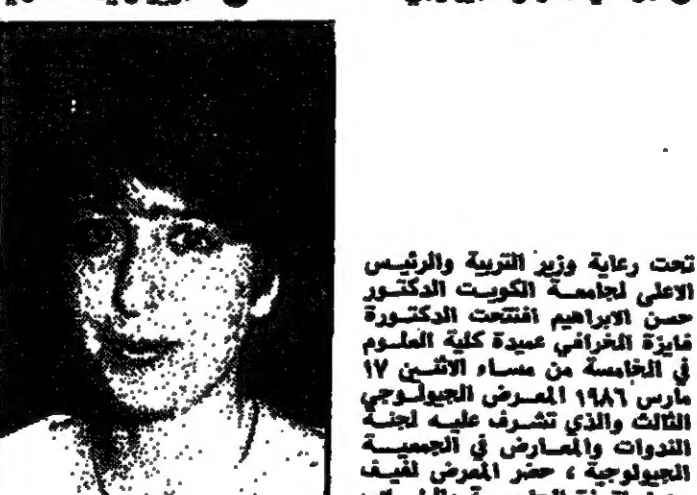 تحت رعاية وزير التربية والرئيس
الاعلى لجامعة الكويت الدكتور
حسن الابراهيم افتتحت الدكتورة
فايزة الخرافي عميدة كلية العلوم
في الخامسة من مساء الاثنين ١٧
مارس ١٩٨٦ المعرض الجيولوجي
الثالث والذي تشرف عليه لجنة
الندوات والمعارض في الجمعية
الجيولوجية ، حضر المعرض لفيف